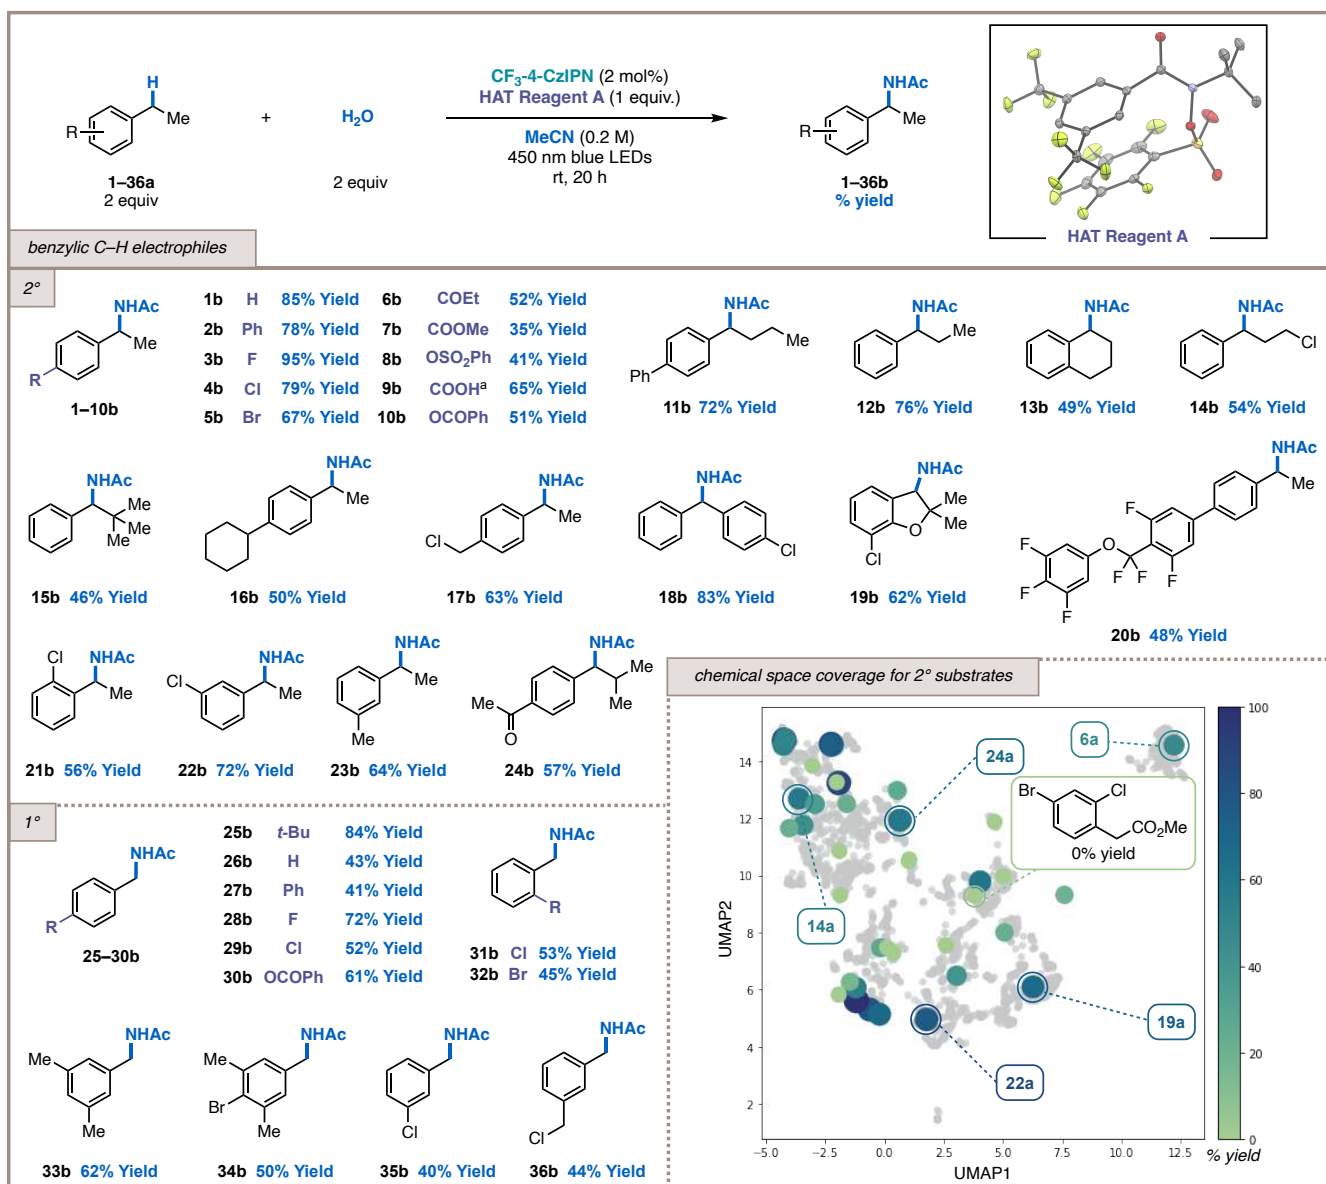 H
Me
R
1–36a
2 equiv
+
H2O
2 equiv
CF3-4-CzIPN (2 mol%)
HAT Reagent A (1 equiv.)
MeCN (0.2 M)
450 nm blue LEDs
rt, 20 h
NHAc
Me
R
1–36b
% yield
HAT Reagent A
benzylic C–H electrophiles
2°
NHAc
Me
R
1–10b
1b H 85% Yield
2b Ph 78% Yield
3b F 95% Yield
4b Cl 79% Yield
5b Br 67% Yield
6b COEt 52% Yield
7b COOMe 35% Yield
8b OSO2Ph 41% Yield
9b COOHa 65% Yield
10b OCOPh 51% Yield
NHAc
Me
Ph
11b 72% Yield
NHAc
Me
12b 76% Yield
NHAc
13b 49% Yield
NHAc
Cl
14b 54% Yield
NHAc
Me
Me
Me
15b 46% Yield
NHAc
Me
16b 50% Yield
NHAc
Me
Cl
17b 63% Yield
NHAc
Cl
18b 83% Yield
NHAc
Me
Me
O
Cl
19b 62% Yield
NHAc
Me
F
O
F
F F
F
F
F
20b 48% Yield
Cl NHAc
Me
21b 56% Yield
NHAc
Cl
Me
22b 72% Yield
NHAc
Me
Me
23b 64% Yield
NHAc
Me
Me
Me
O
24b 57% Yield
1°
NHAc
R
25–30b
25b t-Bu 84% Yield
26b H 43% Yield
27b Ph 41% Yield
28b F 72% Yield
29b Cl 52% Yield
30b OCOPh 61% Yield
NHAc
R
31b Cl 53% Yield
32b Br 45% Yield
NHAc
Me
Me
33b 62% Yield
NHAc
Me
Br
Me
34b 50% Yield
NHAc
Cl
35b 40% Yield
NHAc
Cl
36b 44% Yield
chemical space coverage for 2° substrates
UMAP2
14
12
10
8
6
4
2
-5.0 -2.5 0.0 2.5 5.0 7.5 10.0 12.5
UMAP1
24a
6a
Br
Cl
CO2Me
0% yield
14a
19a
22a
100
80
60
40
20
0
% yield